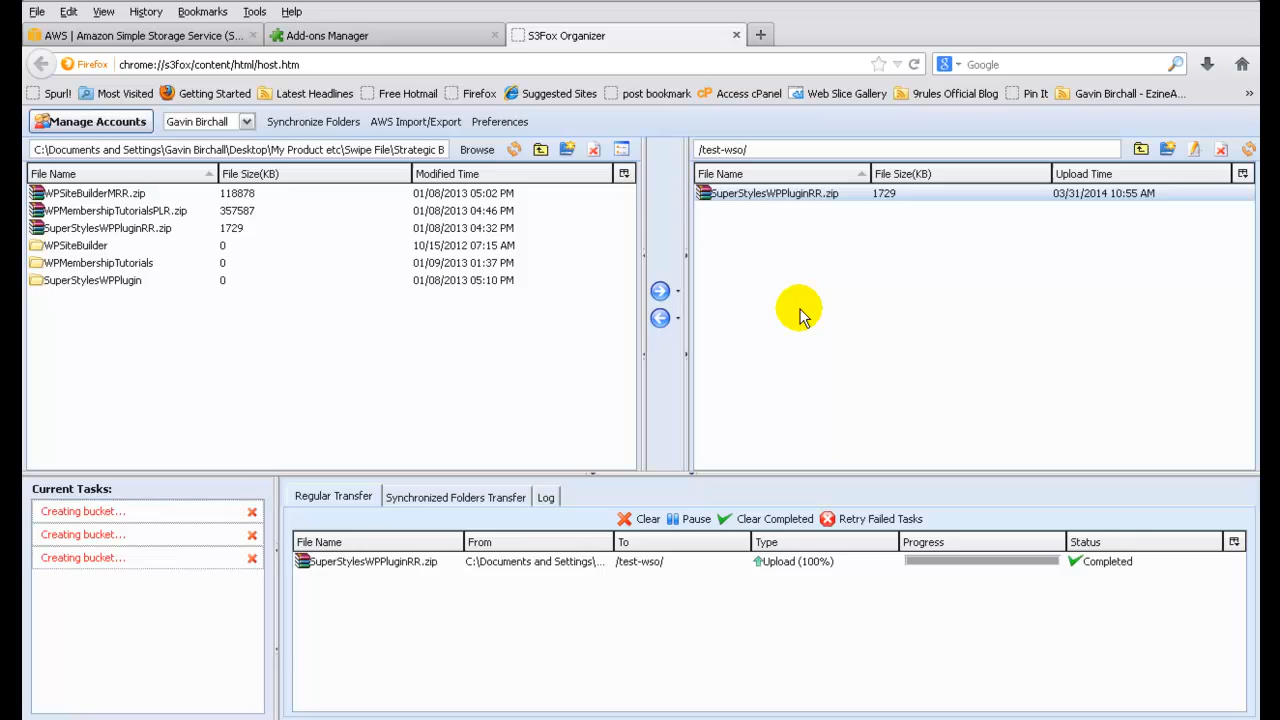 File Edit View History Bookmarks Tools Help
AWS | Amazon Simple Storage Service (S... Add-ons Manager S3Fox Organizer
Firefox chrome://s3fox/content/html/host.htm Google
Spurl! Most Visited Getting Started Latest Headlines Free Hotmail Firefox Suggested Sites post bookmark cP Access cPanel Web Slice Gallery 9rules Official Blog Pin It Gavin Birchall - EzineA... »
Manage Accounts Gavin Birchall Synchronize Folders AWS Import/Export Preferences
C:\Documents and Settings\Gavin Birchall\Desktop\My Product etc\Swipe File\Strategic B Browse /test-wso/
File Name File Size(KB) Modified Time File Name File Size(KB) Upload Time
WPSiteBuilderMRR.zip 118878 01/08/2013 05:02 PM SuperStylesWPPluginRR.zip 1729 03/31/2014 10:55 AM
WPMembershipTutorialsPLR.zip 357587 01/08/2013 04:46 PM
SuperStylesWPPluginRR.zip 1729 01/08/2013 04:32 PM
WPSiteBuilder 0 10/15/2012 07:15 AM
WPMembershipTutorials 0 01/09/2013 01:37 PM
SuperStylesWPPlugin 0 01/08/2013 05:10 PM
Current Tasks: Regular Transfer Synchronized Folders Transfer Log
Creating bucket... Clear Pause Clear Completed Retry Failed Tasks
Creating bucket... File Name From To Type Progress Status
Creating bucket... SuperStylesWPPluginRR.zip C:\Documents and Settings\... /test-wso/ Upload (100%) Completed